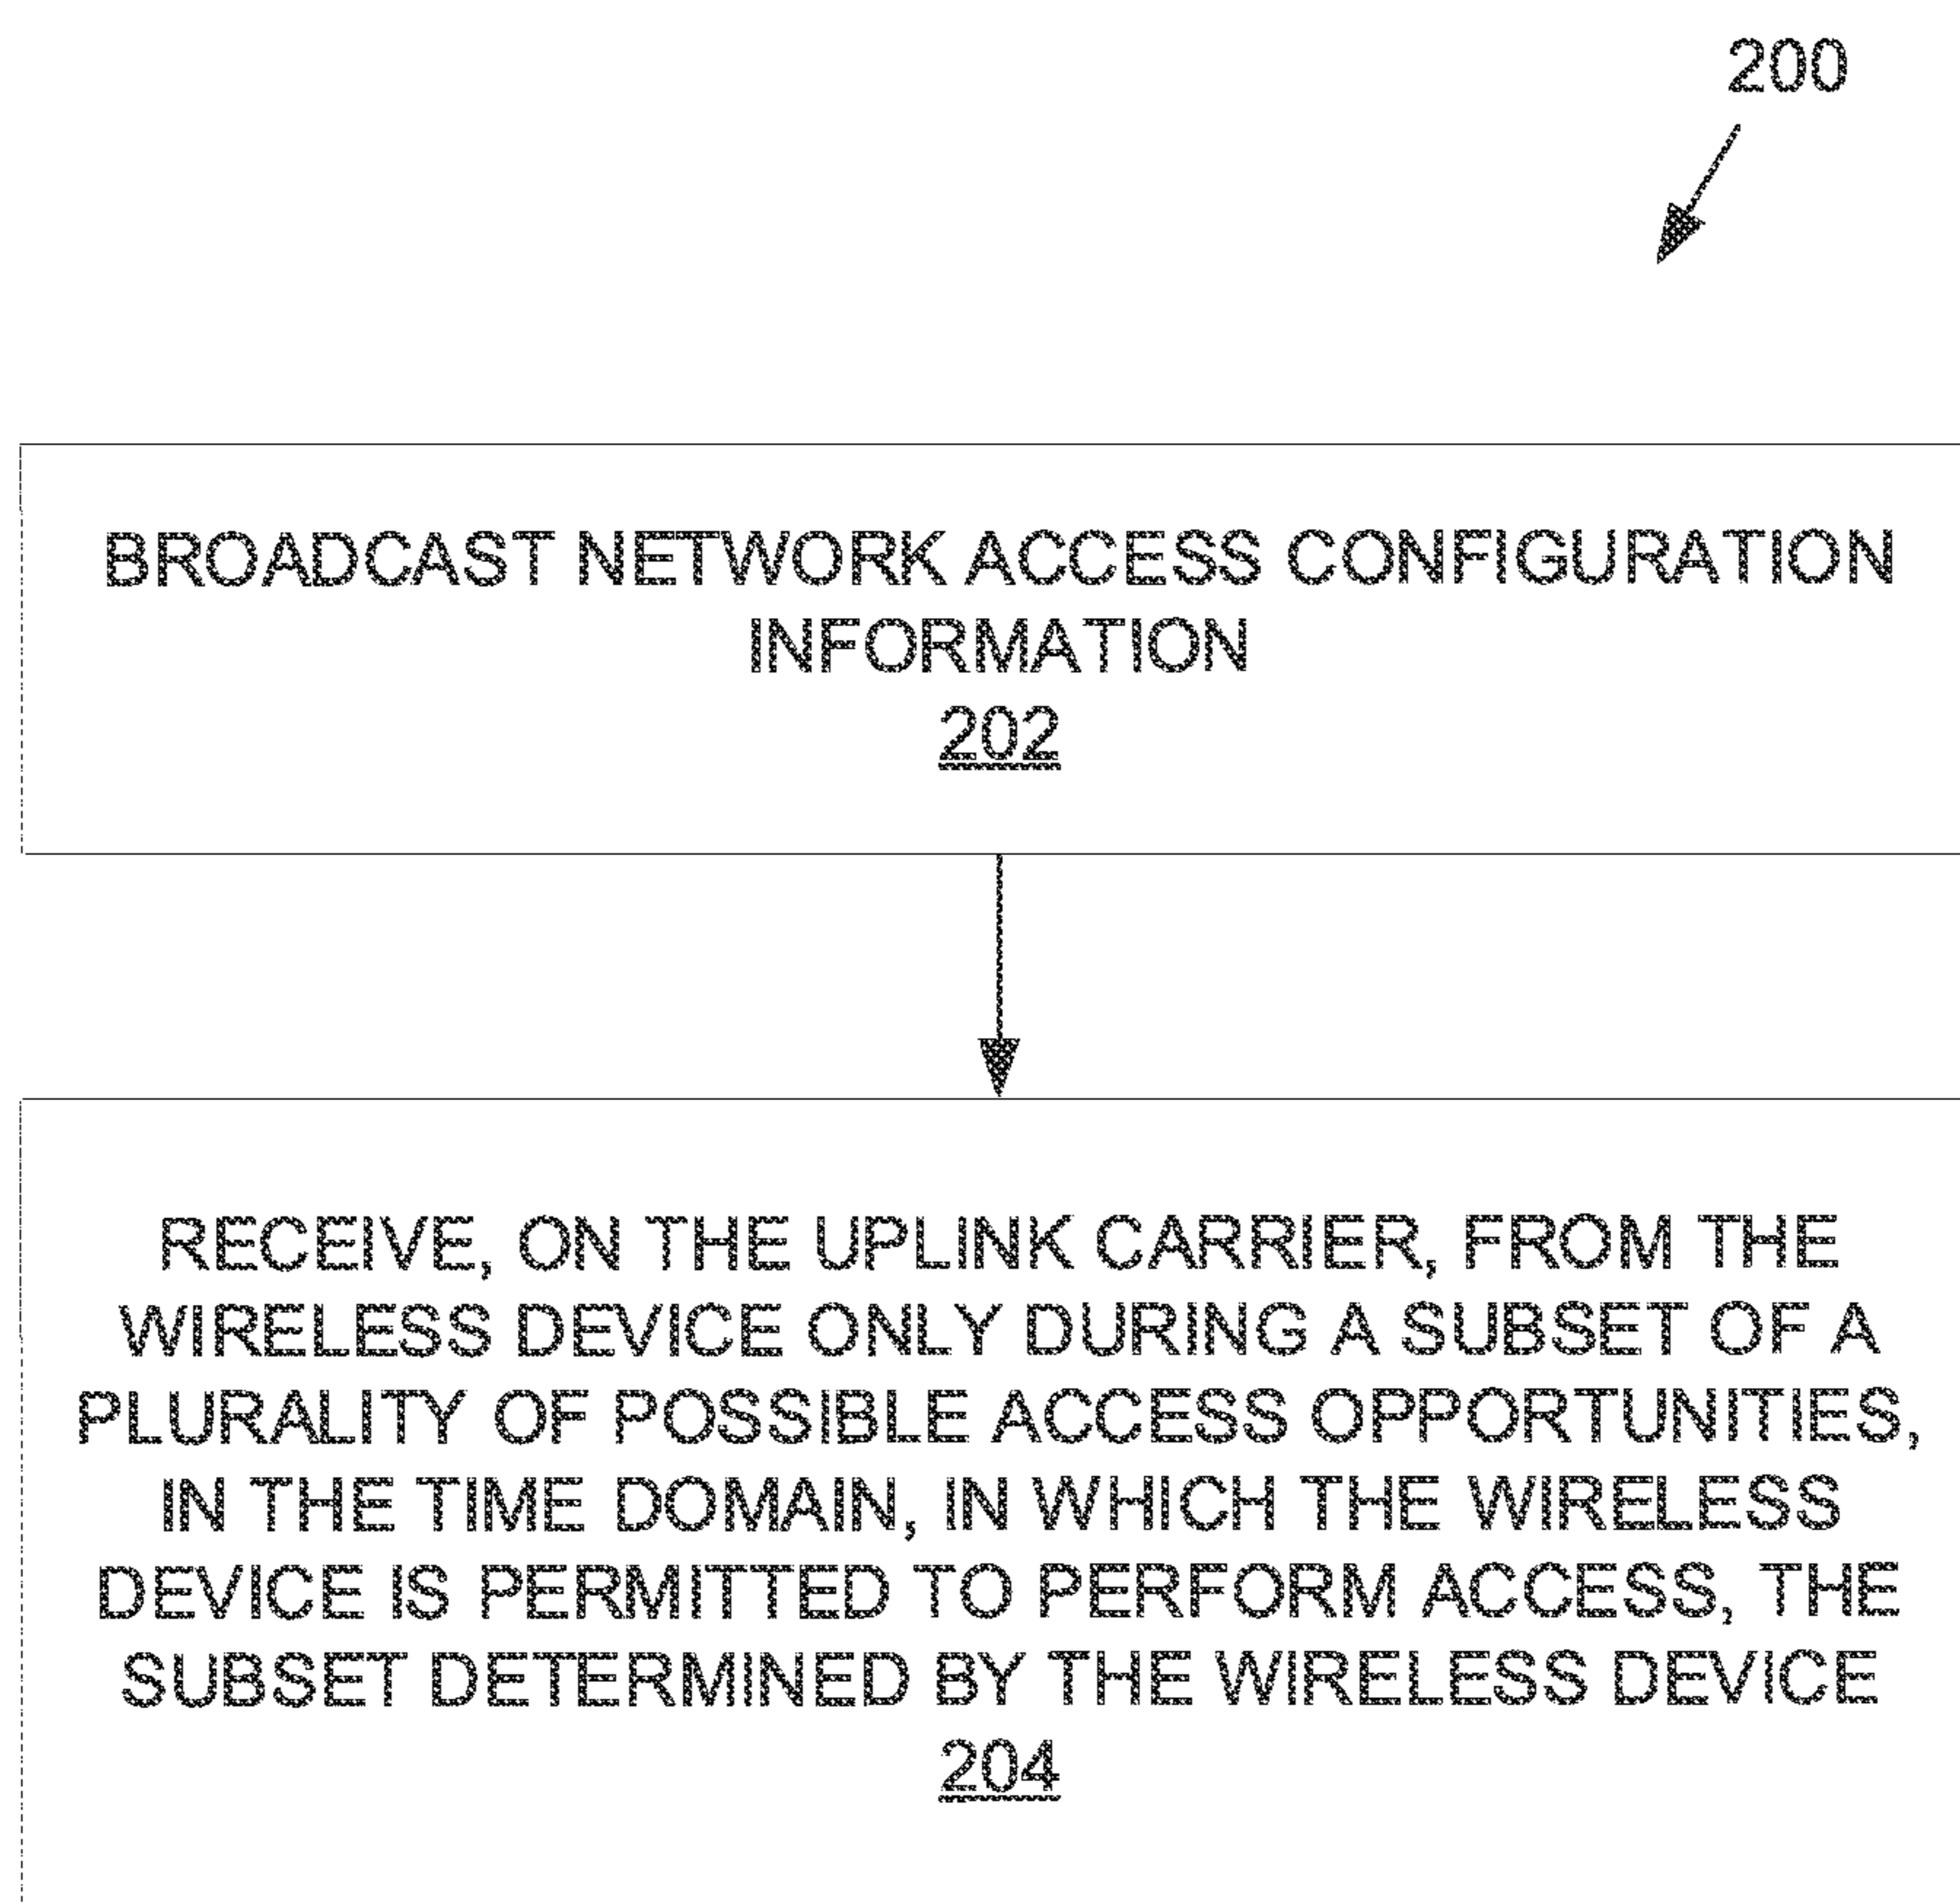 200
BROADCAST NETWORK ACCESS CONFIGURATION
INFORMATION
202
RECEIVE, ON THE UPLINK CARRIER, FROM THE
WIRELESS DEVICE ONLY DURING A SUBSET OF A
PLURALITY OF POSSIBLE ACCESS OPPORTUNITIES,
IN THE TIME DOMAIN, IN WHICH THE WIRELESS
DEVICE IS PERMITTED TO PERFORM ACCESS, THE
SUBSET DETERMINED BY THE WIRELESS DEVICE
204